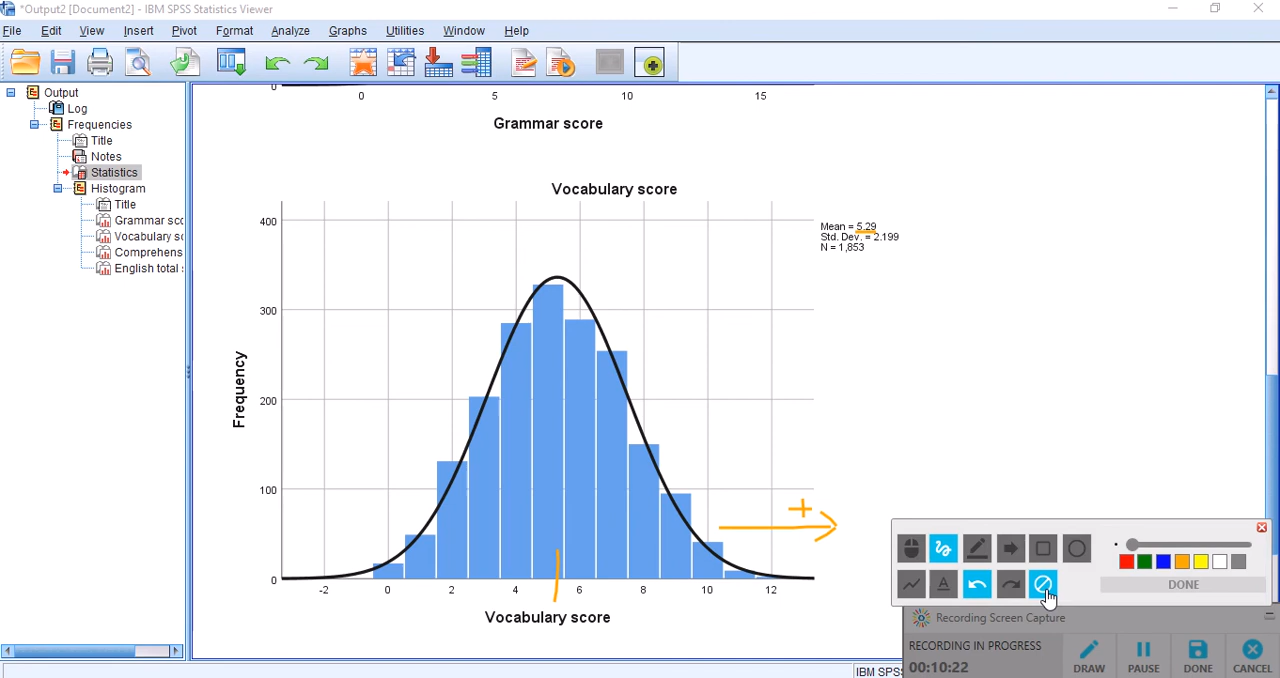 *Output2 [Document2] - IBM SPSS Statistics Viewer
File Edit View Insert Pivot Format Analyze Graphs Utilities Window Help
Output
Log
Frequencies
Title
Notes
Statistics
Histogram
Title
Grammar sco
Vocabulary sc
Comprehens
English total s
0
0 5 10 15
Grammar score
Vocabulary score
Mean = 5.29
Std. Dev. = 2.199
N = 1,853
Frequency
400
300
200
100
0
-2 0 2 4 6 8 10 12
Vocabulary score
+
A
DONE
Recording Screen Capture
RECORDING IN PROGRESS
00:10:22
DRAW PAUSE DONE CANCEL
IBM SPSS